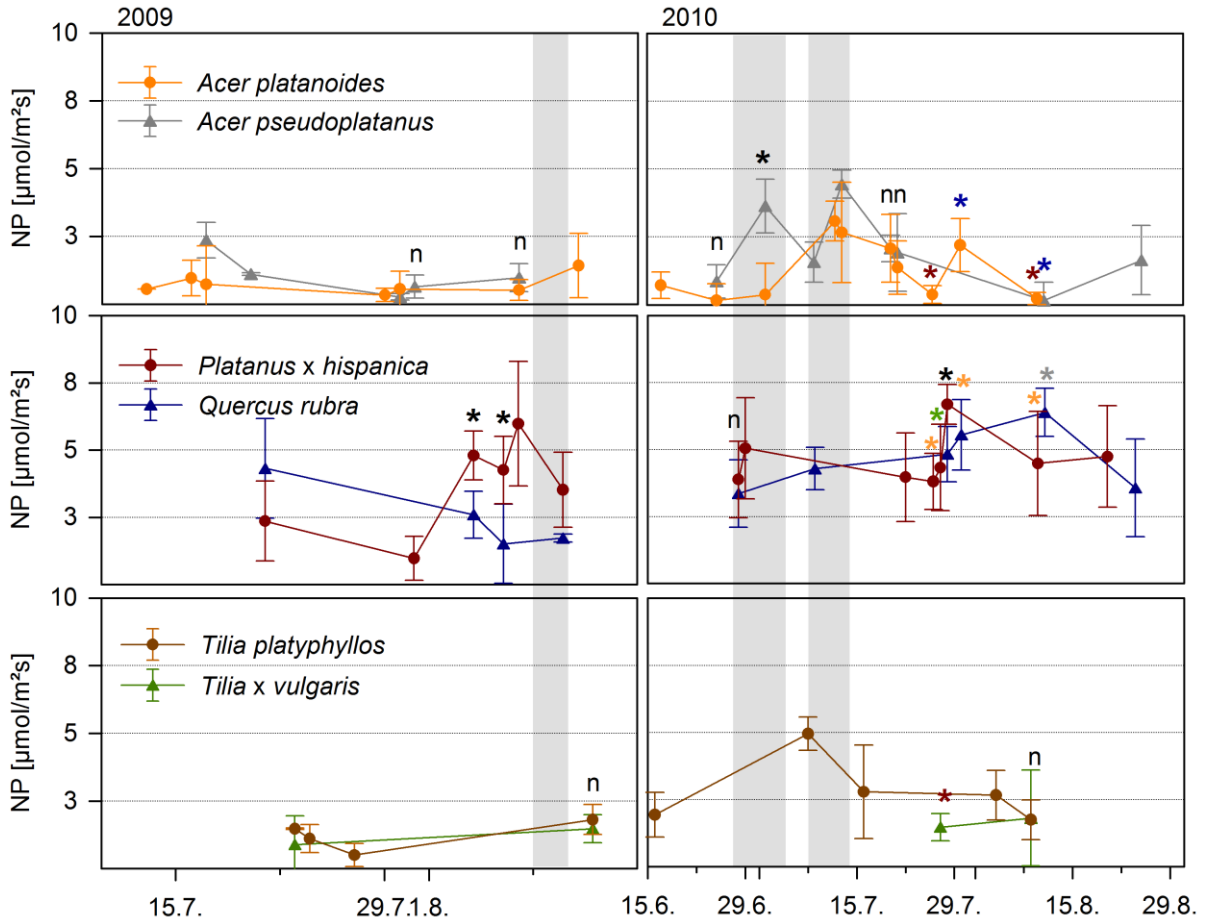 2009
2010
NP [µmol/m²s]
10
8
5
3
Acer platanoides
Acer pseudoplatanus
n
n
n
*
nn
*
*
*
*
NP [µmol/m²s]
10
8
5
3
Platanus x hispanica
Quercus rubra
*
*
n
*
*
*
*
*
*
NP [µmol/m²s]
10
8
5
3
Tilia platyphyllos
Tilia x vulgaris
n
*
n
15.7.
29.7.
1.8.
15.6.
29.6.
15.7.
29.7.
15.8.
29.8.